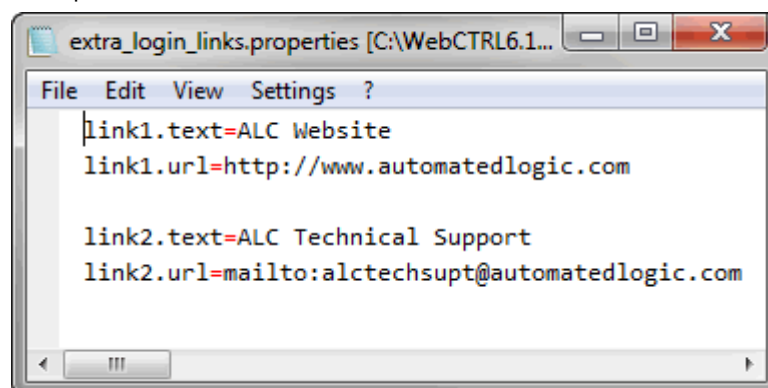 extra_login_links.properties [C:\WebCTRL6.1...
File Edit View Settings ?
link1.text=ALC Website
link1.url=http://www.automatedlogic.com
link2.text=ALC Technical Support
link2.url=mailto:alctechsupt@automatedlogic.com